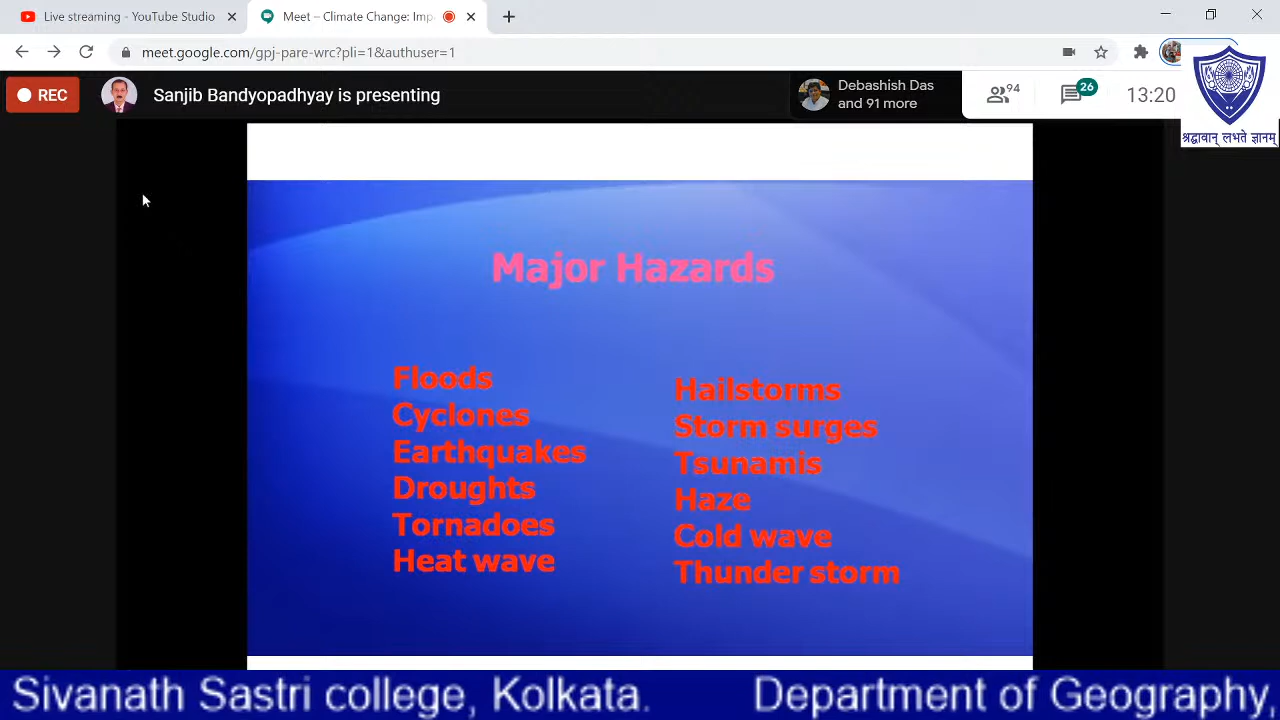 Live streaming - YouTube Studio
Meet – Climate Change: Imp
meet.google.com/gpj-pare-wrc?pli=1&authuser=1
REC
Sanjib Bandyopadhyay is presenting
Debashish Das
and 91 more
94
26
13:20
श्रद्धावान् लभते ज्ञानम्
Major Hazards
Floods
Cyclones
Earthquakes
Droughts
Tornadoes
Heat wave
Hailstorms
Storm surges
Tsunamis
Haze
Cold wave
Thunder storm
Sivanath Sastri college, Kolkata. Department of Geography,